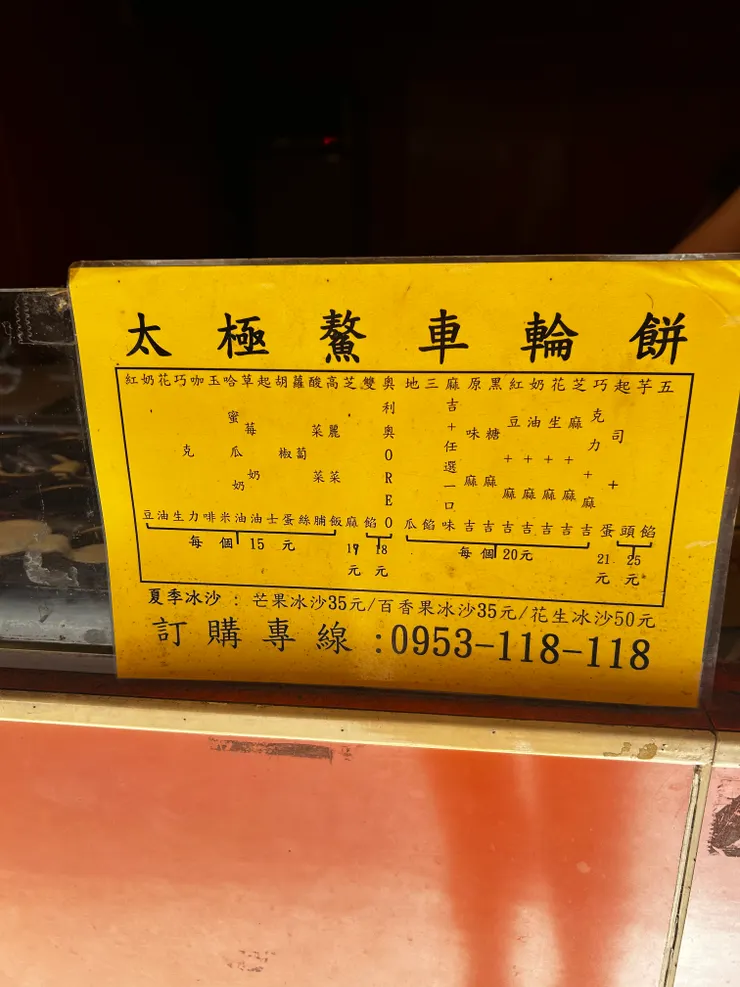 太極鰲車輪餅
紅豆
奶油
花生
巧克力
咖啡
玉米
哈蜜瓜奶油
草莓奶油
起士
胡椒蛋
蘿蔔絲
酸菜菜脯
高麗菜飯
芝麻
雙餡
奧利奧OREO
地瓜
三餡
麻吉+任選一口味
原味麻吉
黑糖麻吉
紅豆+麻吉
奶油+麻吉
花生+麻吉
芝麻+麻吉
巧克力+麻吉
起司+蛋
芋頭
五餡
每個15元
17元
18元
每個20元
21元
25元
夏季冰沙：芒果冰沙35元/百香果冰沙35元/花生冰沙50元
訂購專線:0953-118-118